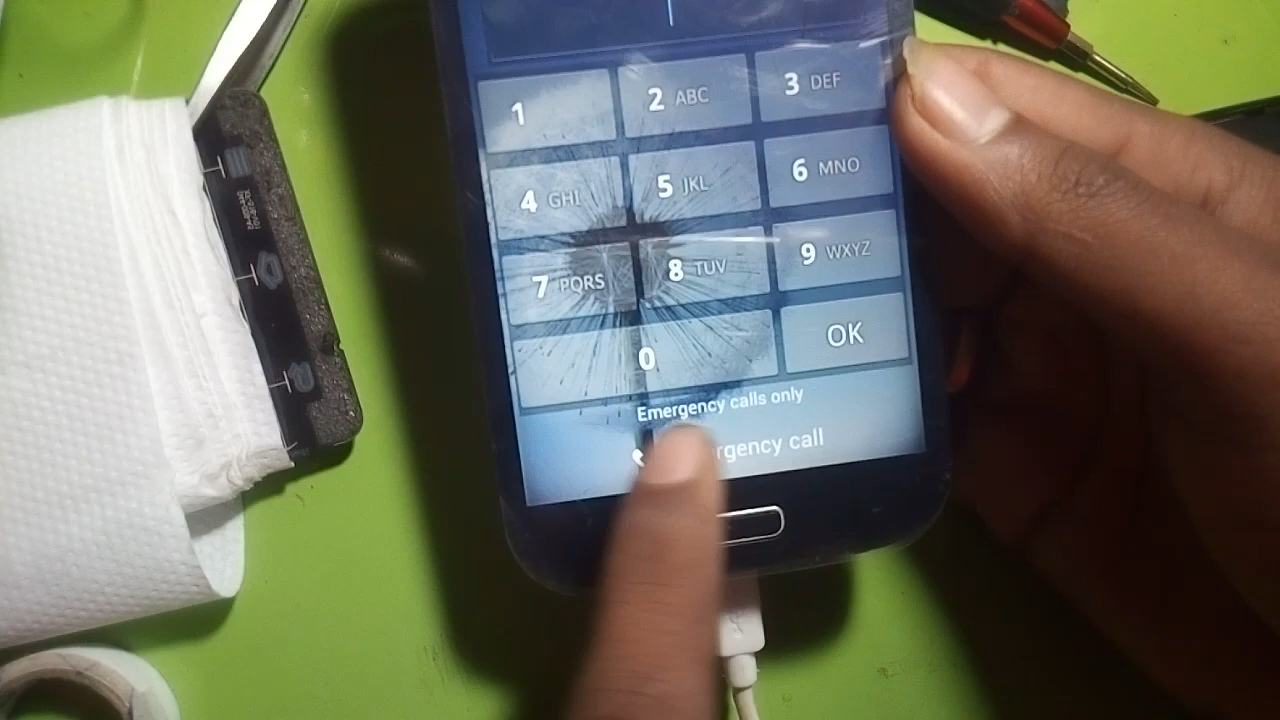 1
2 ABC
3 DEF
4 GHI
5 JKL
6 MNO
7 PQRS
8 TUV
9 WXYZ
0
OK
Emergency calls only
call